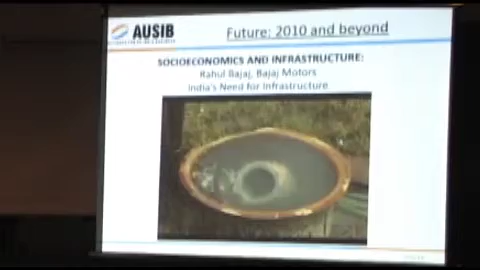 AUSIB
Future: 2010 and beyond
SOCIOECONOMICS AND INFRASTRUCTURE:
Rahul Bajaj, Bajaj Motors
India's Need for Infrastructure